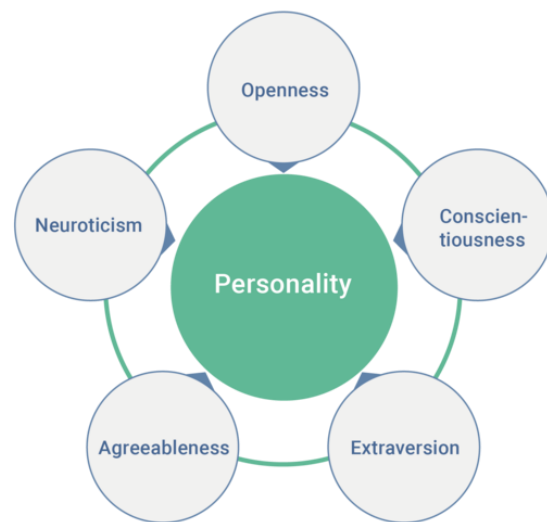 Openness
Conscien-
tiousness
Extraversion
Agreeableness
Neuroticism
Personality